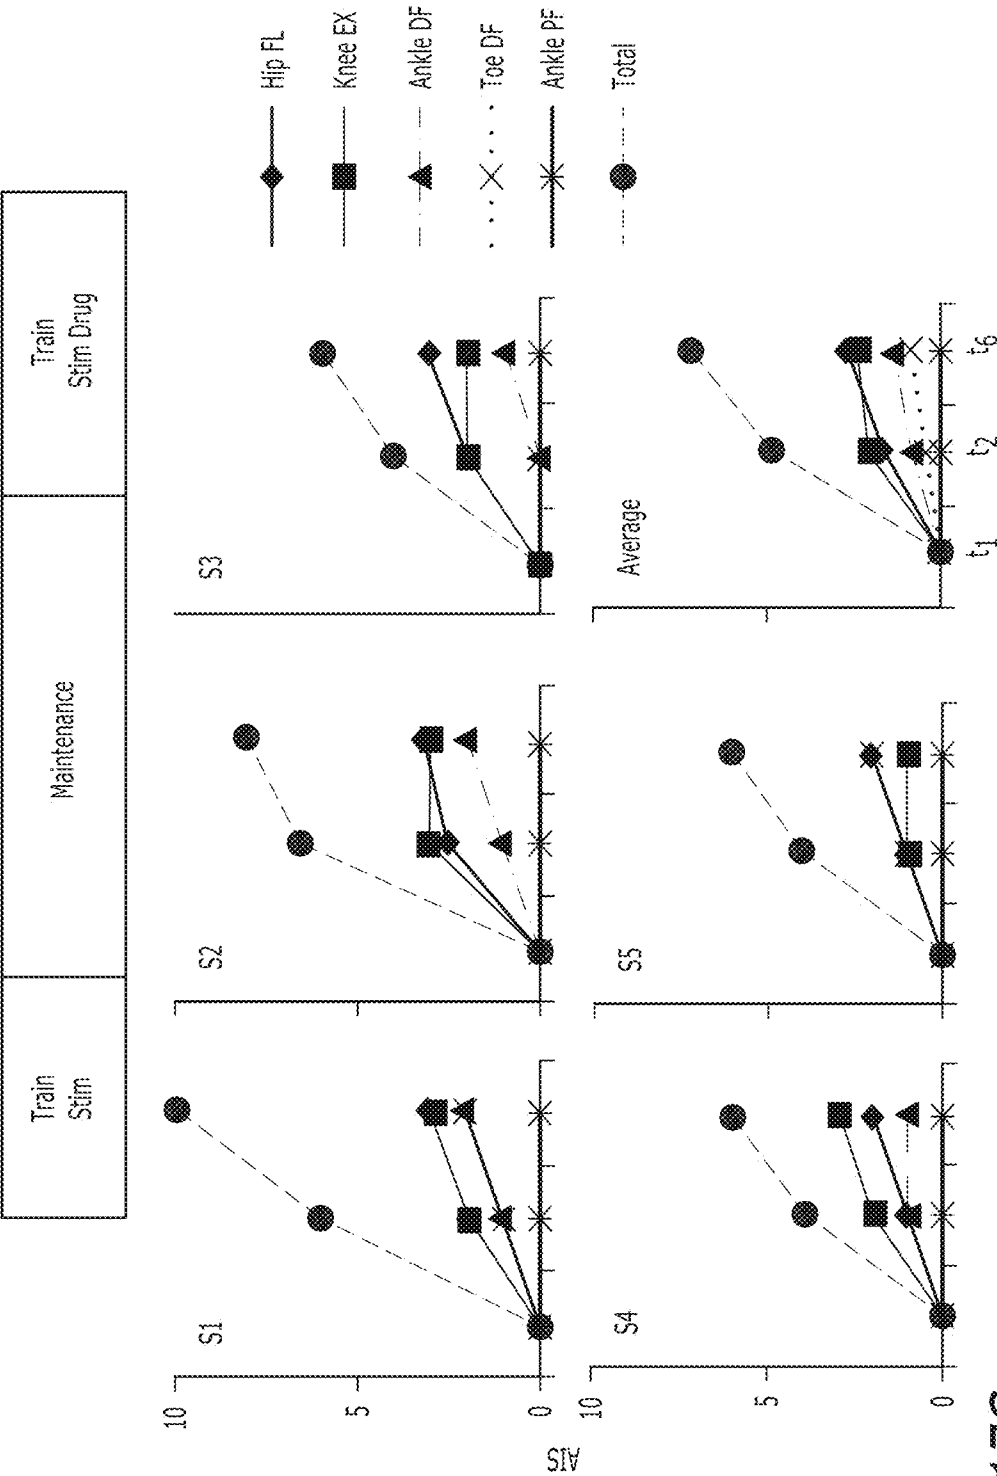 Train
Stim
Maintenance
Train
Stim Drug
Hip FL
Knee EX
Ankle DF
Toe DF
Ankle PF
Total
AIS
10
5
0
S1
S2
S3
10
5
0
S4
S5
Average
t1
t2
t6